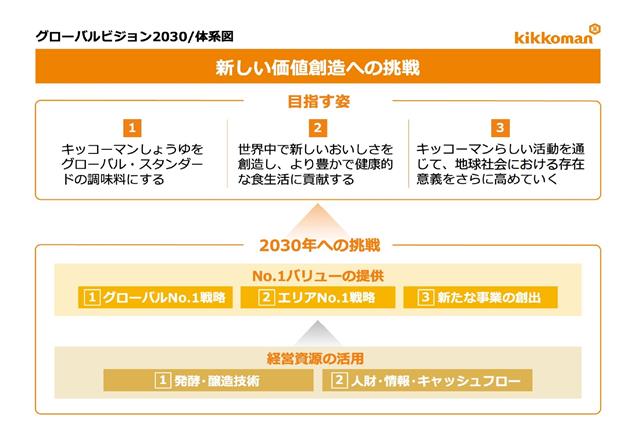 グローバルビジョン2030/体系図
kikkoman
新しい価値創造への挑戦
目指す姿
1
キッコーマンしょうゆを
グローバル・スタンダー
ドの調味料にする
2
世界中で新しいおいしさを
創造し、より豊かで健康的
な食生活に貢献する
3
キッコーマンらしい活動を通
じて、地球社会における存在
意義をさらに高めていく
2030年への挑戦
No.1バリューの提供
1 グローバルNo.1戦略
2 エリアNo.1戦略
3 新たな事業の創出
経営資源の活用
1 発酵・醸造技術
2 人財・情報・キャッシュフロー